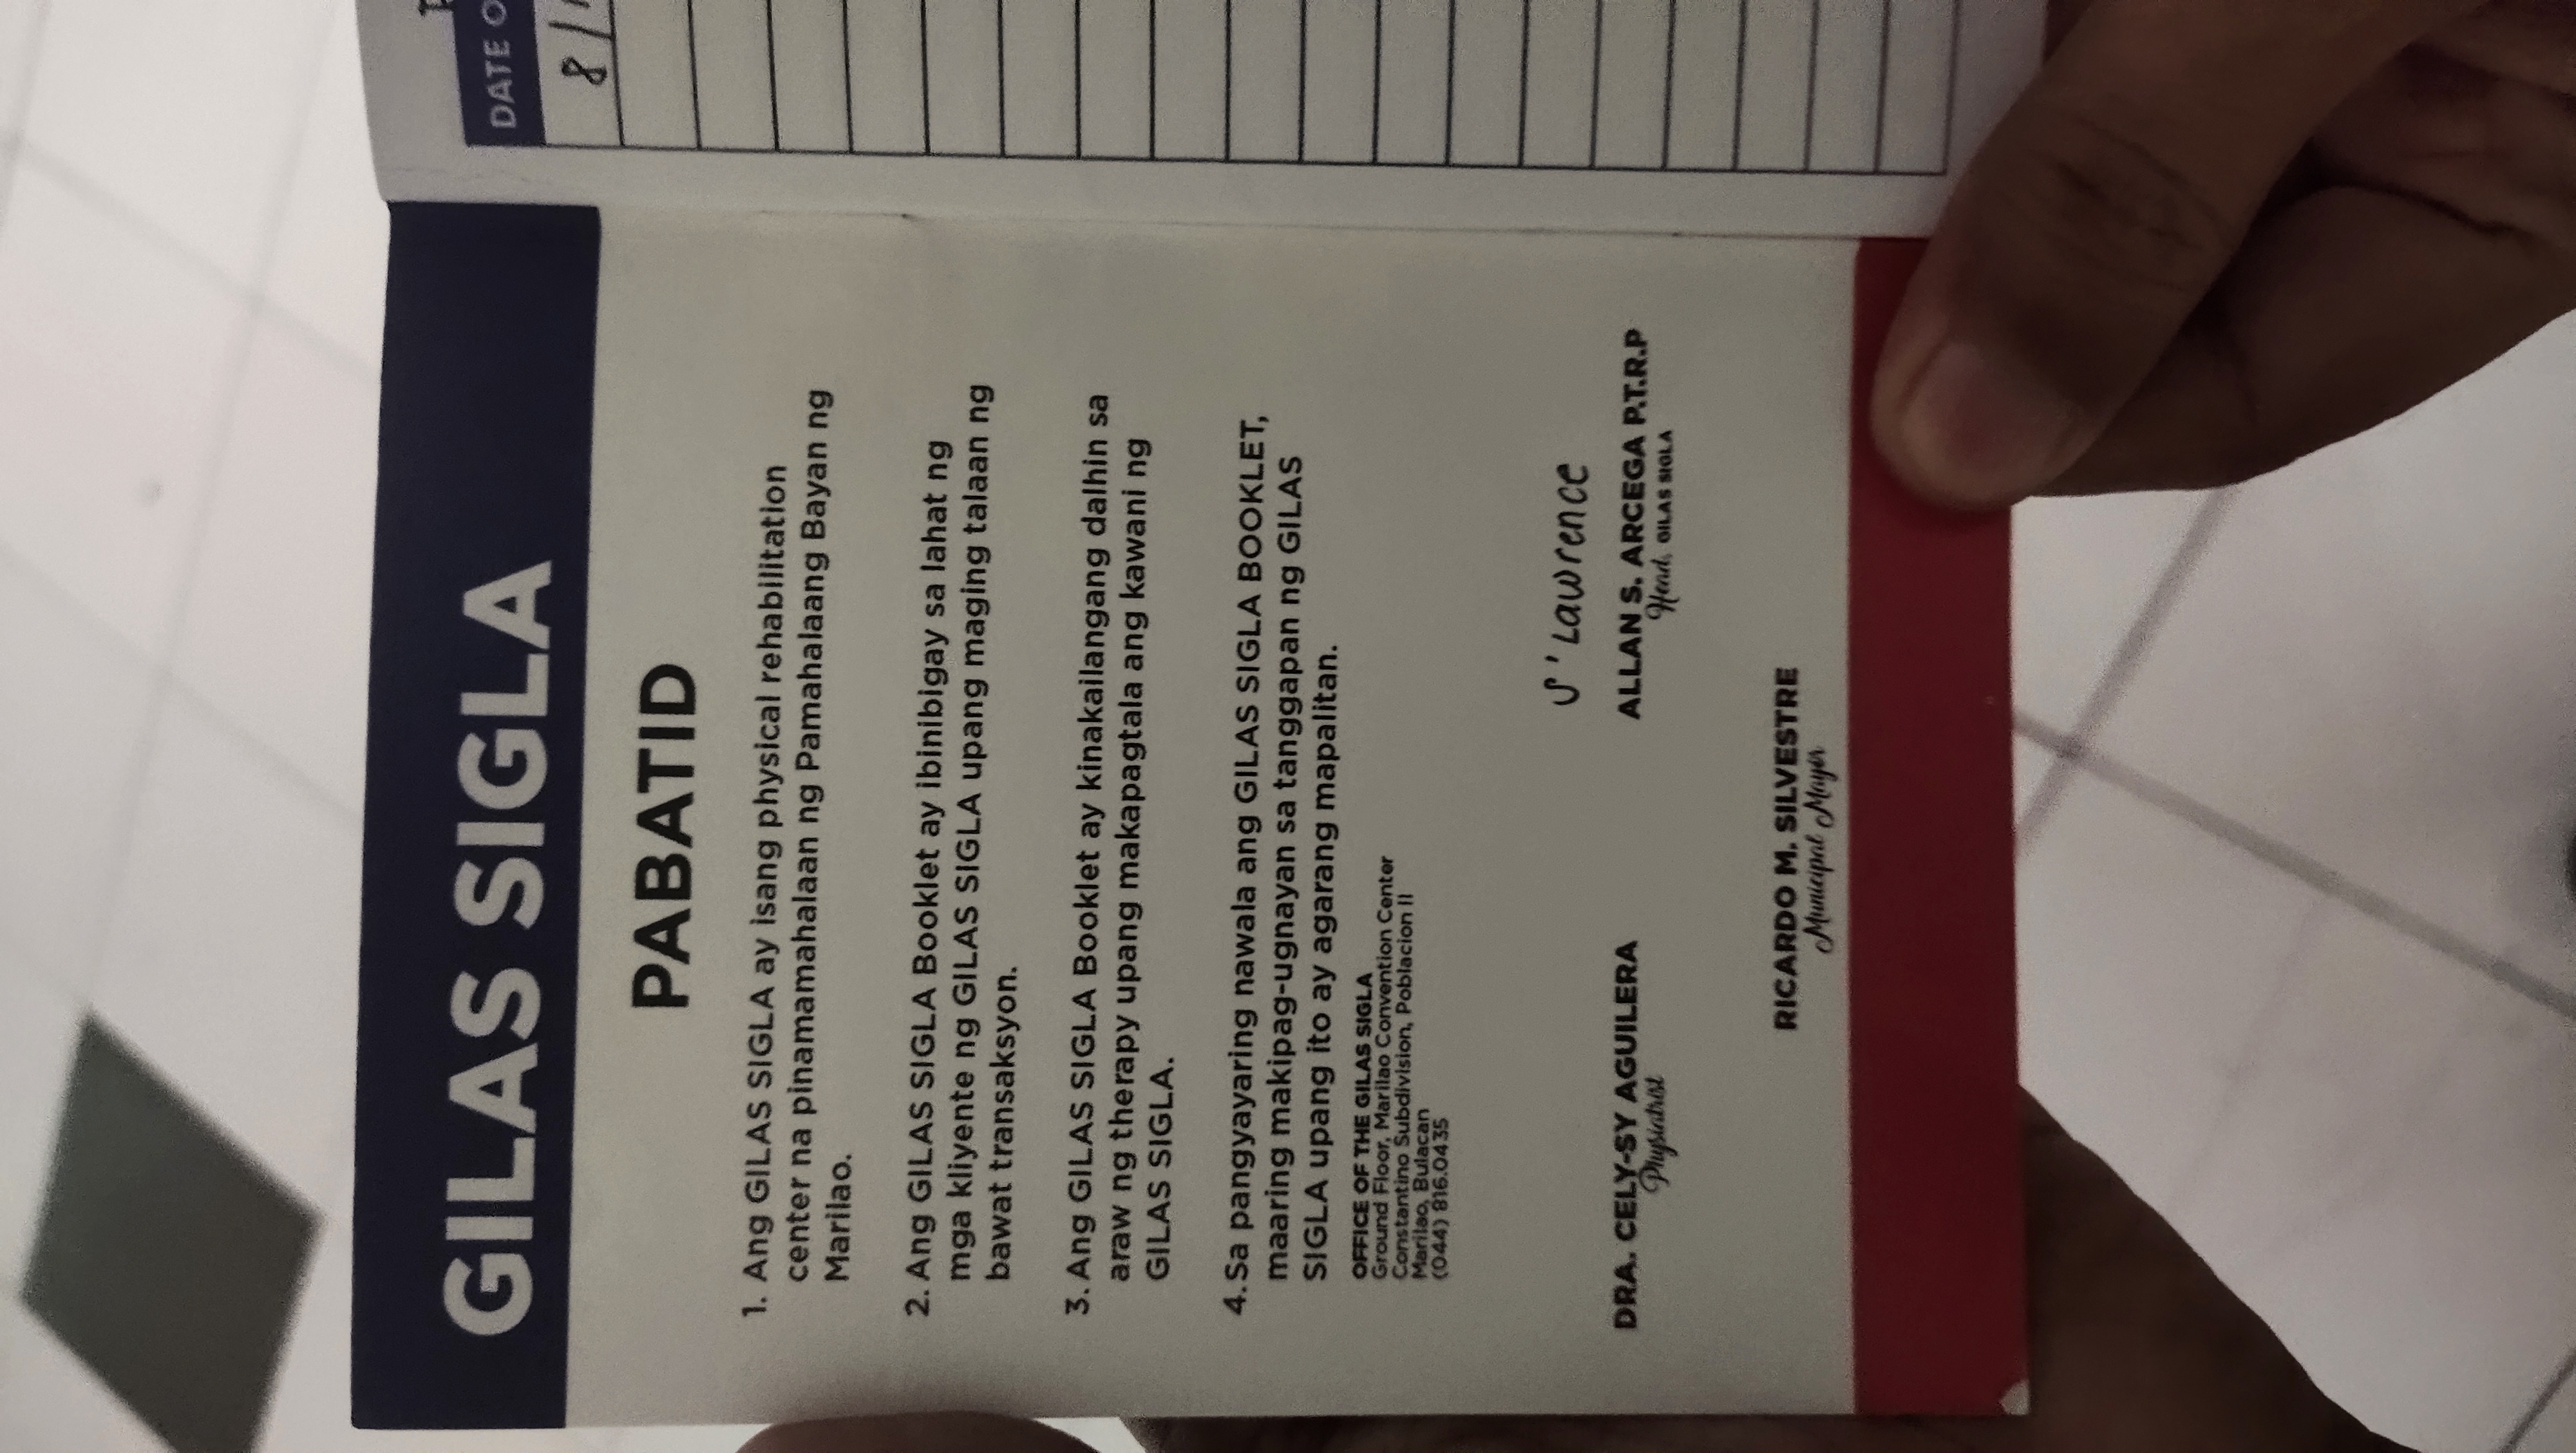 GILAS SIGLA
PABATID
1. Ang GILAS SIGLA ay isang physical rehabilitation
center na pinamamahalaan ng Pamahalaang Bayan ng
Marilao.
2. Ang GILAS SIGLA Booklet ay ibinibigay sa lahat ng
mga kliyente ng GILAS SIGLA upang maging talaan ng
bawat transaksyon.
3. Ang GILAS SIGLA Booklet ay kinakailangang dalhin sa
araw ng therapy upang makapagtala ang kawani ng
GILAS SIGLA.
4. Sa pangyayaring nawala ang GILAS SIGLA BOOKLET,
maaring makipag-ugnayan sa tanggapan ng GILAS
SIGLA upang ito ay agarang mapalitan.
OFFICE OF THE GILAS SIGLA
Ground Floor, Marilao Convention Center
Constantino Subdivision, Poblacion II
Marilao, Bulacan
(044) 816.0435
S' Lawrence
DRA. CELY-SY AGUILERA
Physiatrist
ALLAN S. ARCEGA P.T.R.P
Head, GILAS SIGLA
RICARDO M. SILVESTRE
Municipal Mayor
DATE
8/